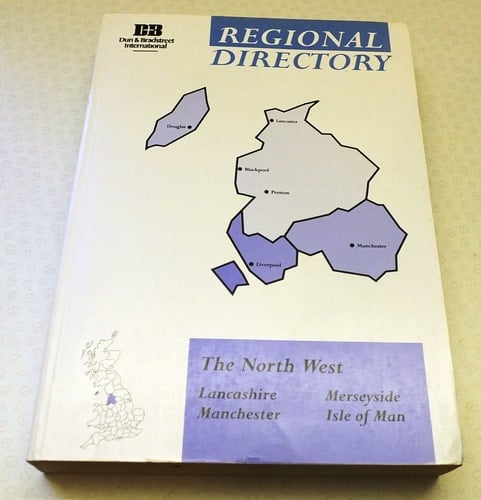 DB
Dun & Bradstreet
International
REGIONAL
DIRECTORY
Douglas
Lancaster
Blackpool
Preston
Manchester
Liverpool
The North West
Lancashire Merseyside
Manchester Isle of Man